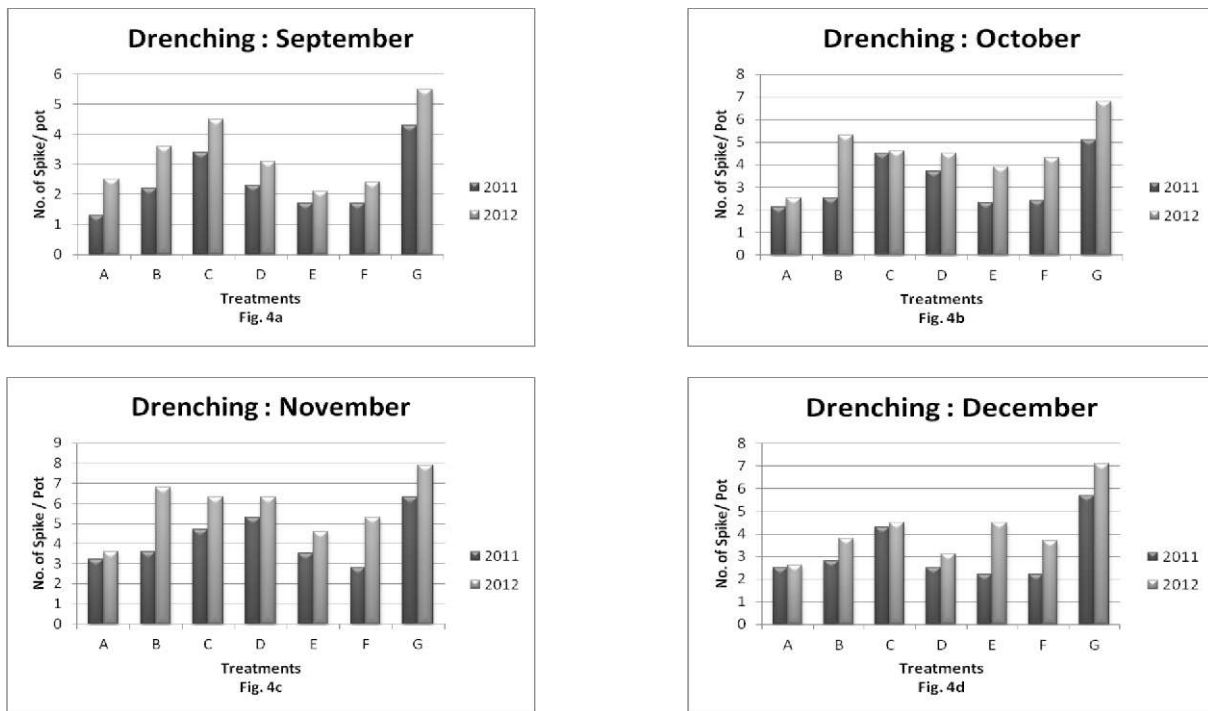 Drenching : September
No. of Spike/ pot
6
5
4
3
2
1
0
A B C D E F G
Treatments
Fig. 4a
2011
2012
Drenching : October
No. of Spike/ Pot
8
7
6
5
4
3
2
1
0
A B C D E F G
Treatments
Fig. 4b
2011
2012
Drenching : November
No. of Spike / Pot
9
8
7
6
5
4
3
2
1
0
A B C D E F G
Treatments
Fig. 4c
2011
2012
Drenching : December
No. of Spike/ Pot
8
7
6
5
4
3
2
1
0
A B C D E F G
Treatments
Fig. 4d
2011
2012